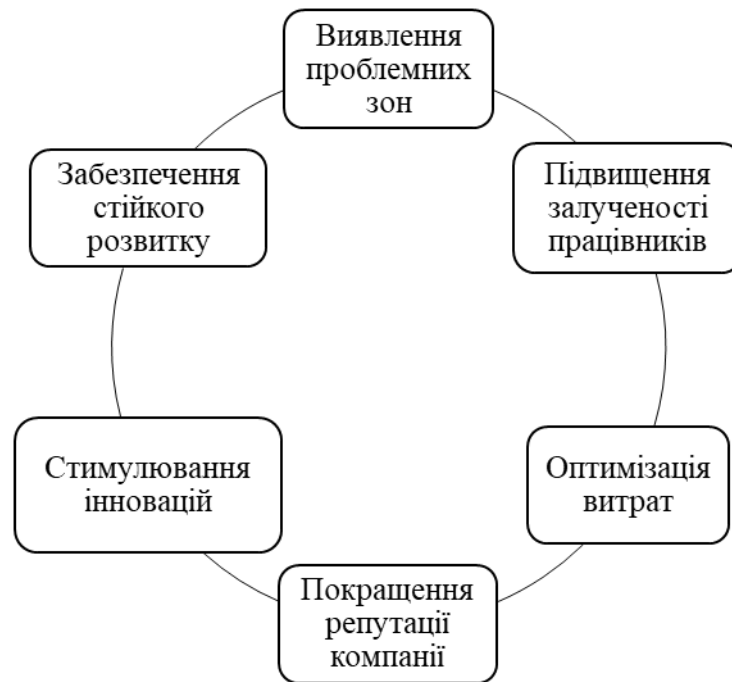 Виявлення
проблемних
зон
Підвищення
залученості
працівників
Оптимізація
витрат
Покращення
репутації
компанії
Стимулювання
інновацій
Забезпечення
стійкого
розвитку